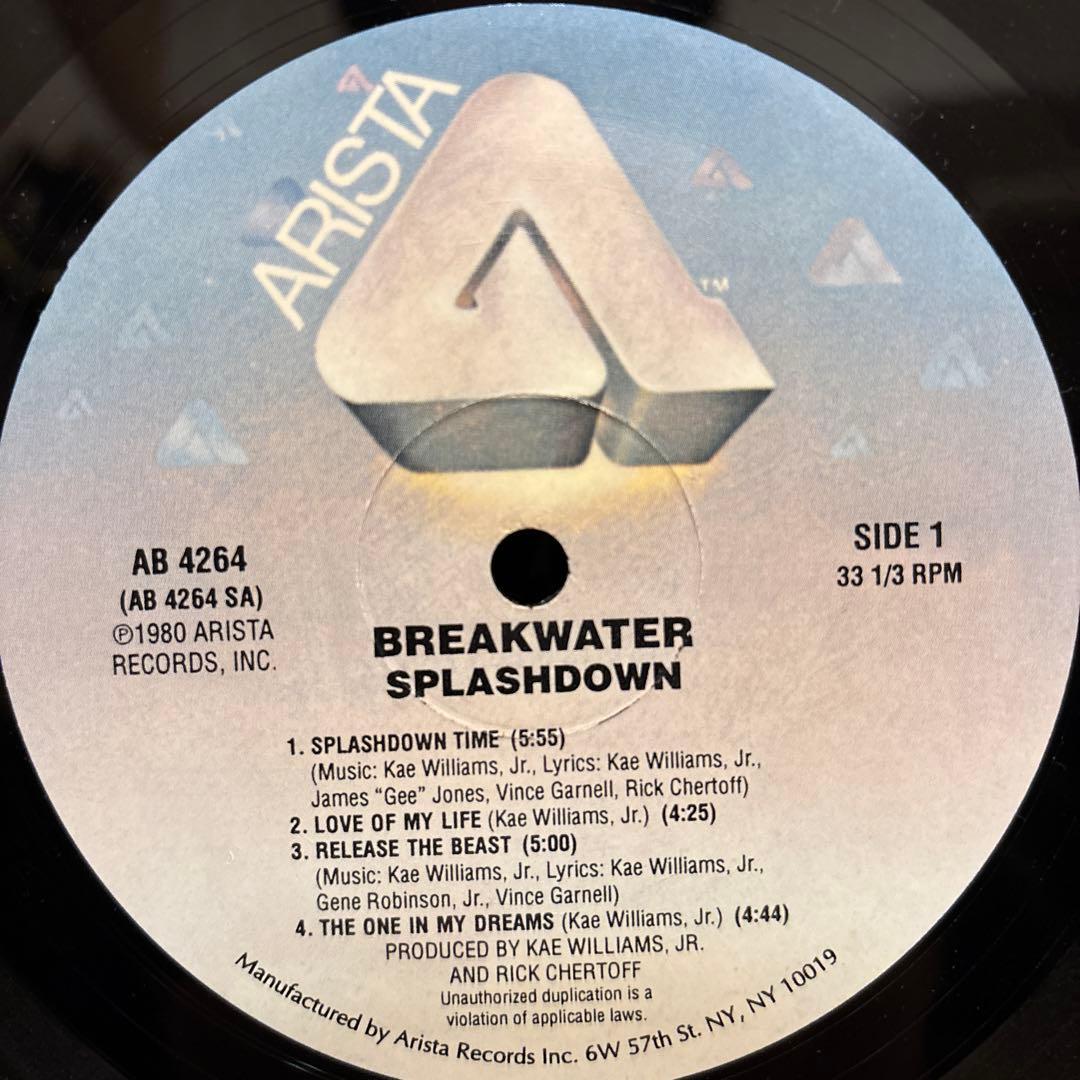 ARISTA
TM
AB 4264
(AB 4264 SA)
℗1980 ARISTA
RECORDS, INC.
SIDE 1
33 1/3 RPM
BREAKWATER
SPLASHDOWN
1. SPLASHDOWN TIME (5:55)
(Music: Kae Williams, Jr., Lyrics: Kae Williams, Jr.,
James “Gee” Jones, Vince Garnell, Rick Chertoff)
2. LOVE OF MY LIFE (Kae Williams, Jr.) (4:25)
3. RELEASE THE BEAST (5:00)
(Music: Kae Williams, Jr., Lyrics: Kae Williams, Jr.,
Gene Robinson, Jr., Vince Garnell)
4. THE ONE IN MY DREAMS (Kae Williams, Jr.) (4:44)
PRODUCED BY KAE WILLIAMS, JR.
AND RICK CHERTOFF
Unauthorized duplication is a
violation of applicable laws.
Manufactured by Arista Records Inc. 6W 57th St. NY, NY 10019